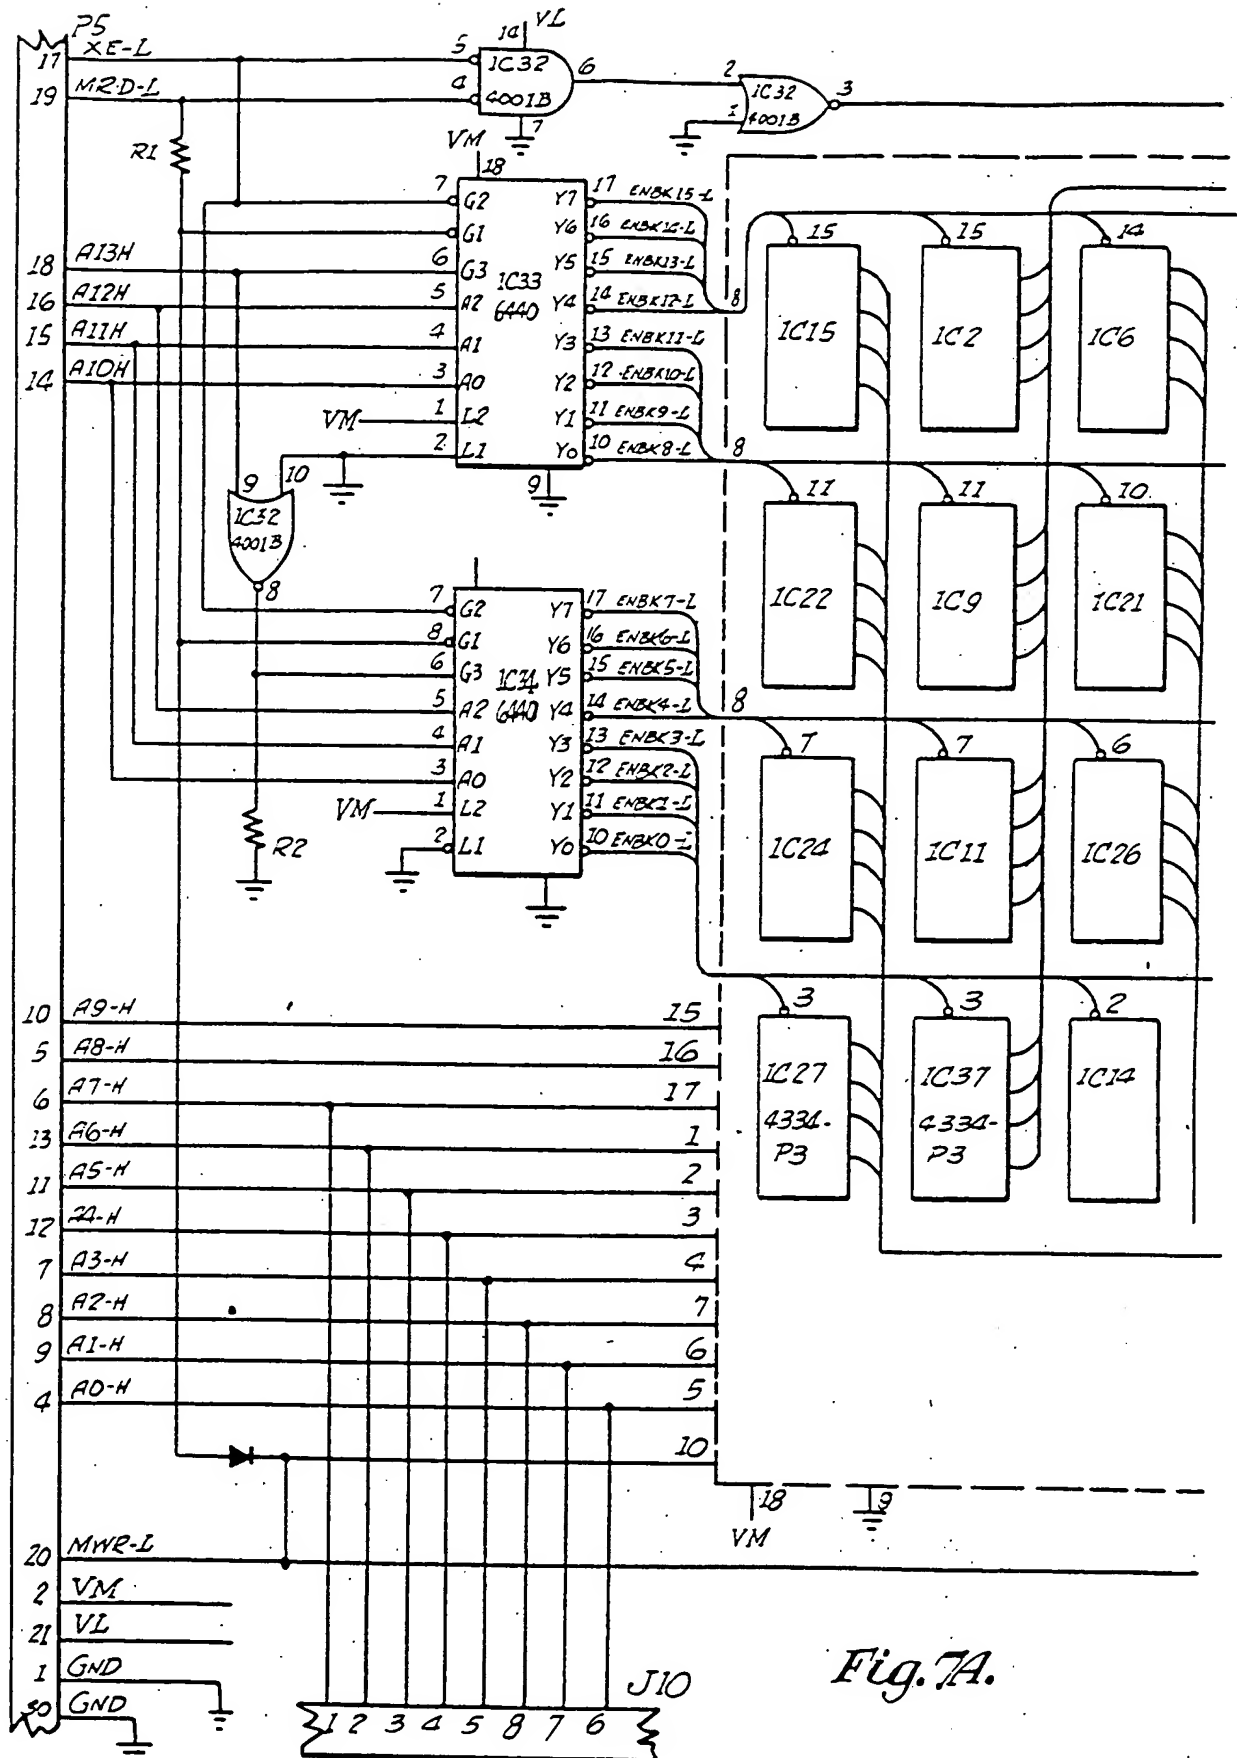 P5
17 XE-L
19 MRD-L
R1
18 A13H
16 A12H
15 A11H
14 A10H
5
4
14 VL
IC32
4001B
7
6
2
1
IC32
4001B
3
VM 18
7 G2
G1
6 G3
5 A2
4 A1
3 A0
VM 1 L2
2 L1
IC33
6440
9
Y7 17 ENBK15-L
Y6 16 ENBK14-L
Y5 15 ENBK13-L
Y4 14 ENBK12-L
Y3 13 ENBK11-L
Y2 12 ENBK10-L
Y1 11 ENBK9-L
Y0 10 ENBK8-L
8
8
9 10
IC32
4001B
8
R2
7 G2
8 G1
6 G3
5 A2
4 A1
3 A0
VM 1 L2
2 L1
IC34
6440
Y7 17 ENBK7-L
Y6 16 ENBK6-L
Y5 15 ENBK5-L
Y4 14 ENBK4-L
Y3 13 ENBK3-L
Y2 12 ENBK2-L
Y1 11 ENBK1-L
Y0 10 ENBK0-L
8
15 15 14
IC15 IC2 IC6
11 11 10
IC22 IC9 IC21
7 7 6
IC24 IC11 IC26
3 3 2
IC27 IC37 IC14
4334- 4334-
P3 P3
10 A9-H 15
5 A8-H 16
6 A7-H 17
13 A6-H 1
11 A5-H 2
12 A4-H 3
7 A3-H 4
8 A2-H 7
9 A1-H 6
4 A0-H 5
10
18
VM
9
20 MWR-L
2 VM
21 VL
1 GND
30 GND
J10
1 2 3 4 5 8 7 6
Fig. 7A.